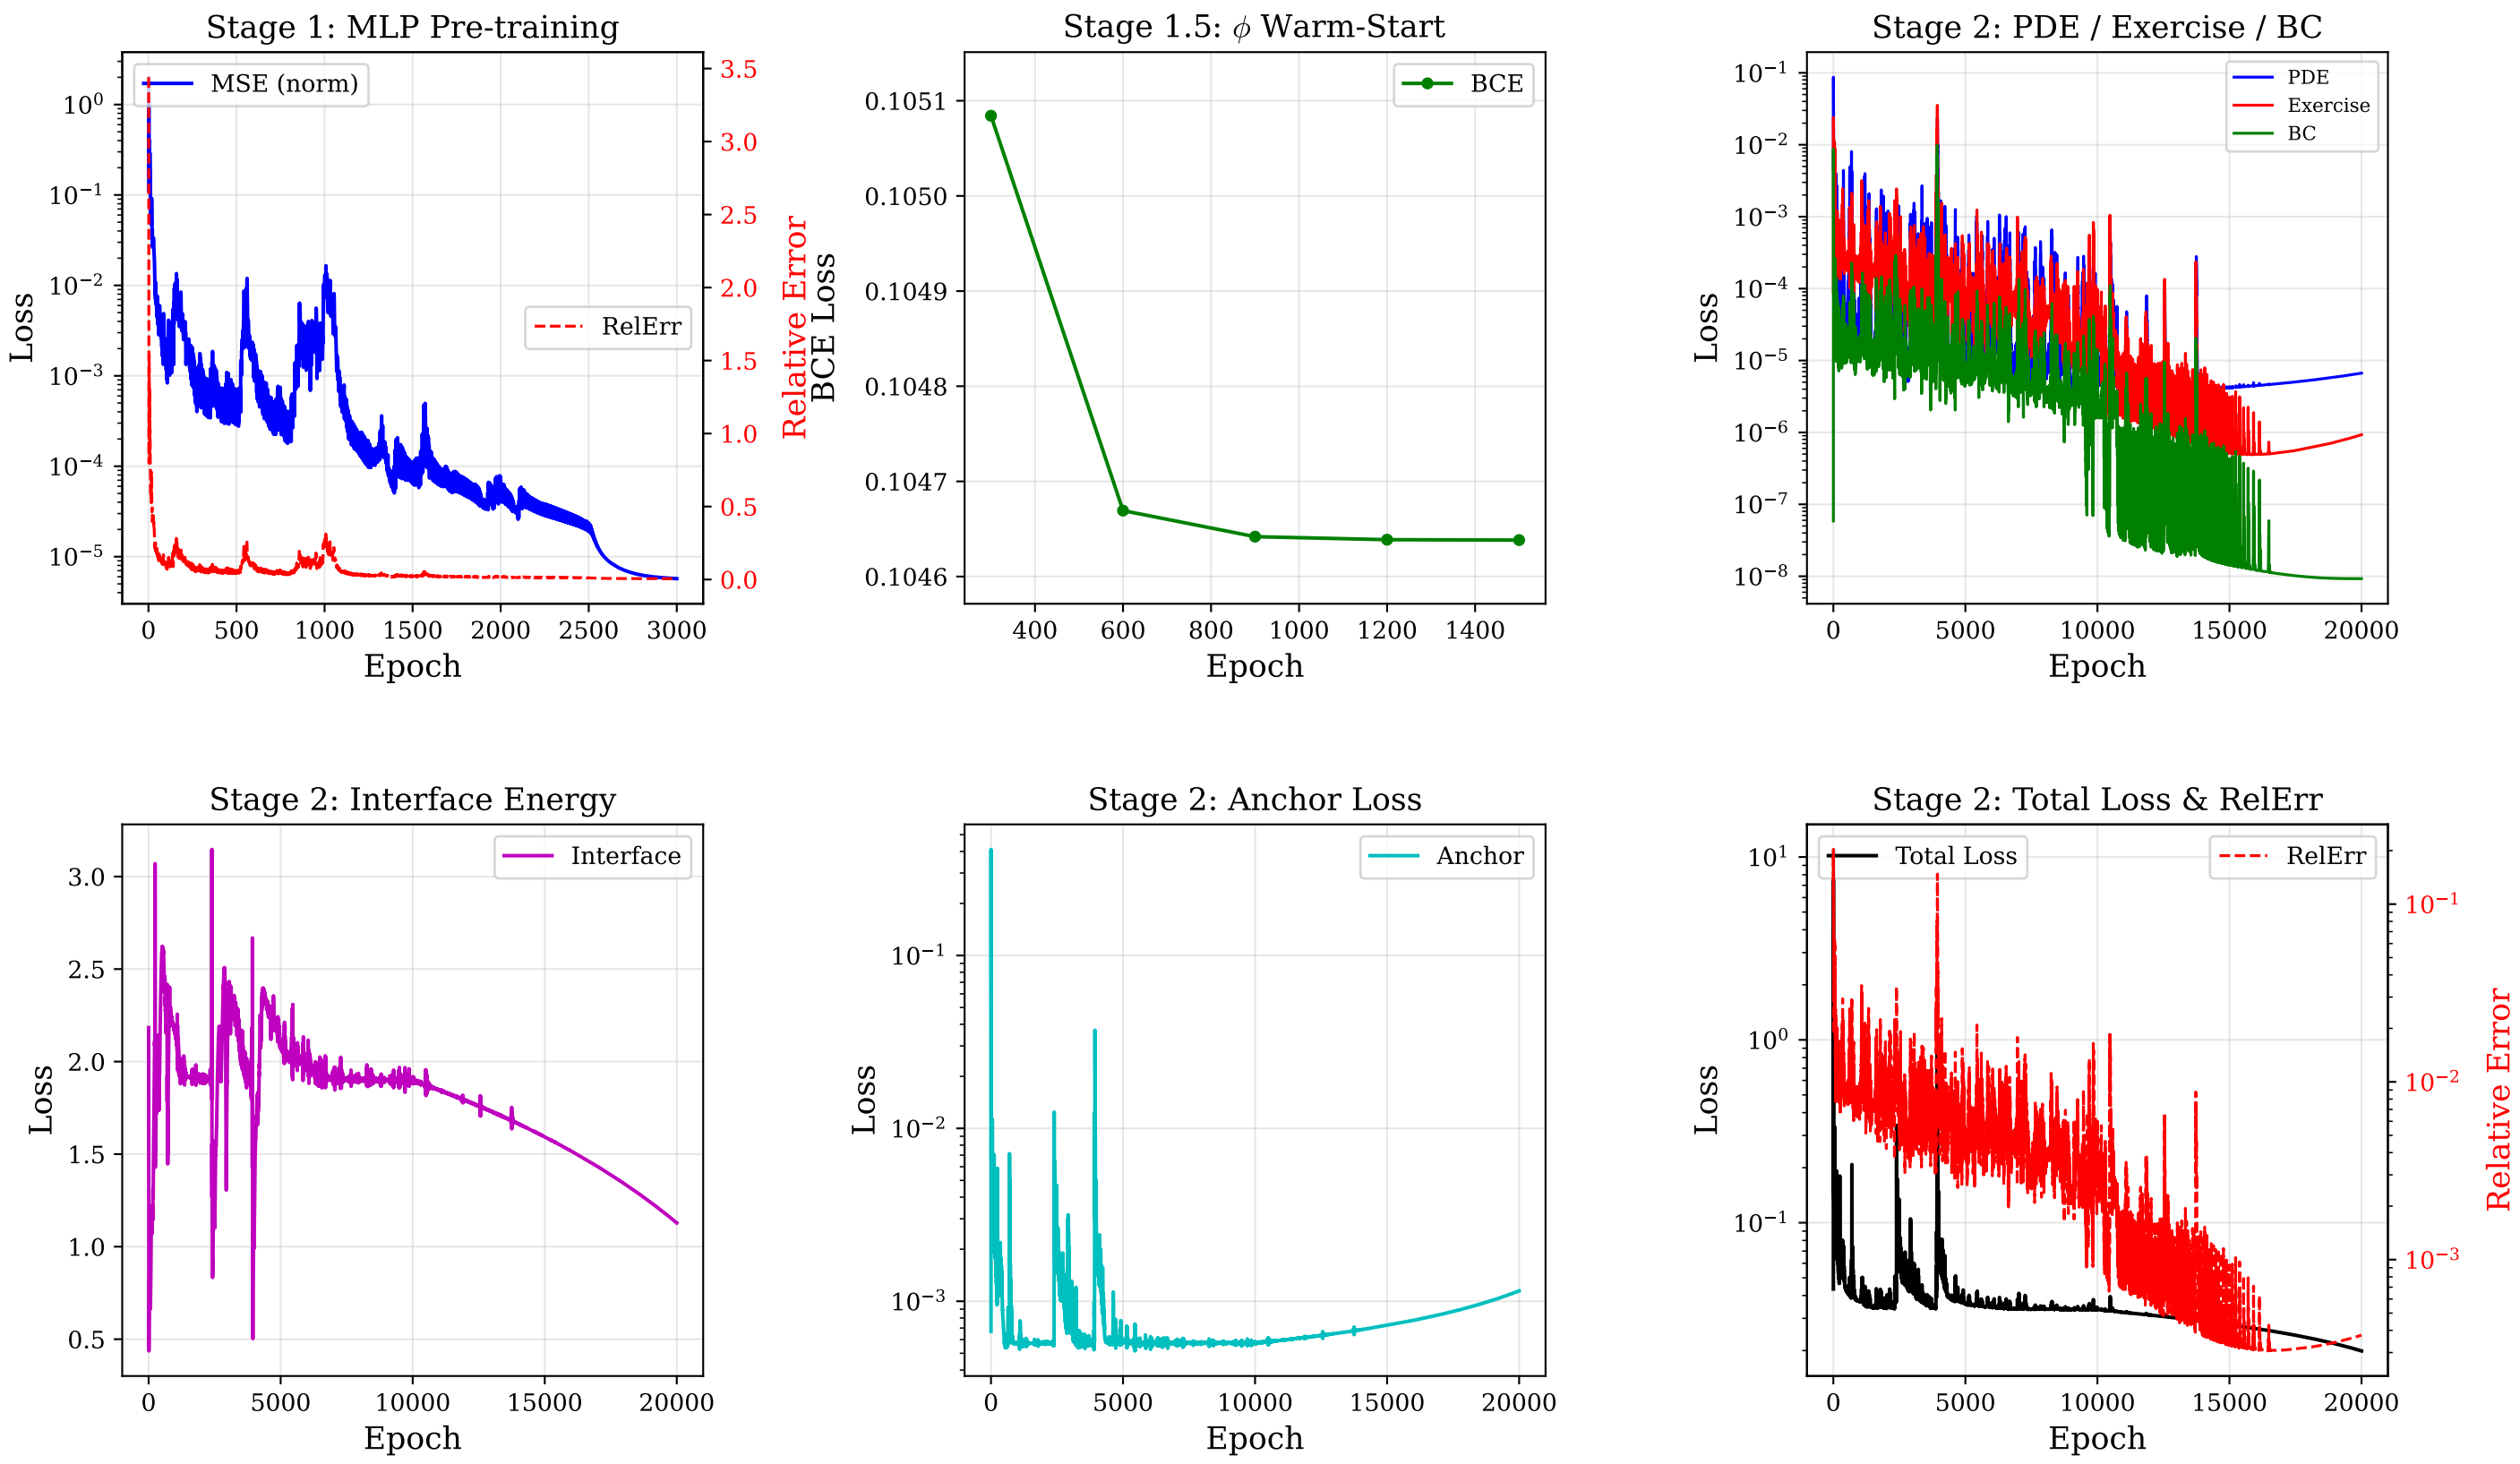 Stage 1: MLP Pre-training
MSE (norm)
RelErr
Loss
10⁰
10⁻¹
10⁻²
10⁻³
10⁻⁴
10⁻⁵
3.5
3.0
2.5
2.0
1.5
1.0
0.5
0.0
Relative Error
0 500 1000 1500 2000 2500 3000
Epoch
Stage 1.5: ϕ Warm-Start
BCE
BCE Loss
0.1051
0.1050
0.1049
0.1048
0.1047
0.1046
400 600 800 1000 1200 1400
Epoch
Stage 2: PDE / Exercise / BC
PDE
Exercise
BC
Loss
10⁻¹
10⁻²
10⁻³
10⁻⁴
10⁻⁵
10⁻⁶
10⁻⁷
10⁻⁸
0 5000 10000 15000 20000
Epoch
Stage 2: Interface Energy
Interface
Loss
3.0
2.5
2.0
1.5
1.0
0.5
0 5000 10000 15000 20000
Epoch
Stage 2: Anchor Loss
Anchor
Loss
10⁻¹
10⁻²
10⁻³
0 5000 10000 15000 20000
Epoch
Stage 2: Total Loss & RelErr
Total Loss
RelErr
Loss
10¹
10⁰
10⁻¹
10⁻¹
10⁻²
10⁻³
Relative Error
0 5000 10000 15000 20000
Epoch